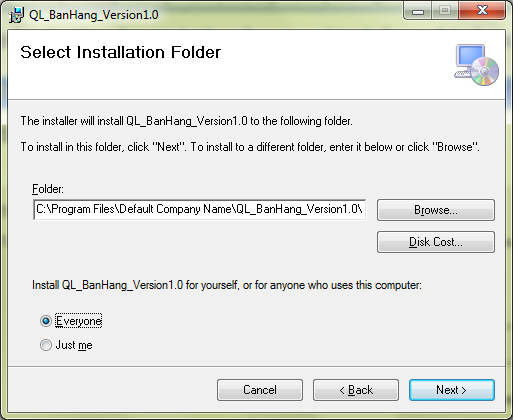 QL_BanHang_Version1.0
Select Installation Folder
The installer will install QL_BanHang_Version1.0 to the following folder.
To install in this folder, click "Next". To install to a different folder, enter it below or click "Browse".
Folder:
C:\Program Files\Default Company Name\QL_BanHang_Version1.0\
Browse...
Disk Cost...
Install QL_BanHang_Version1.0 for yourself, or for anyone who uses this computer:
Everyone
Just me
Cancel
< Back
Next >